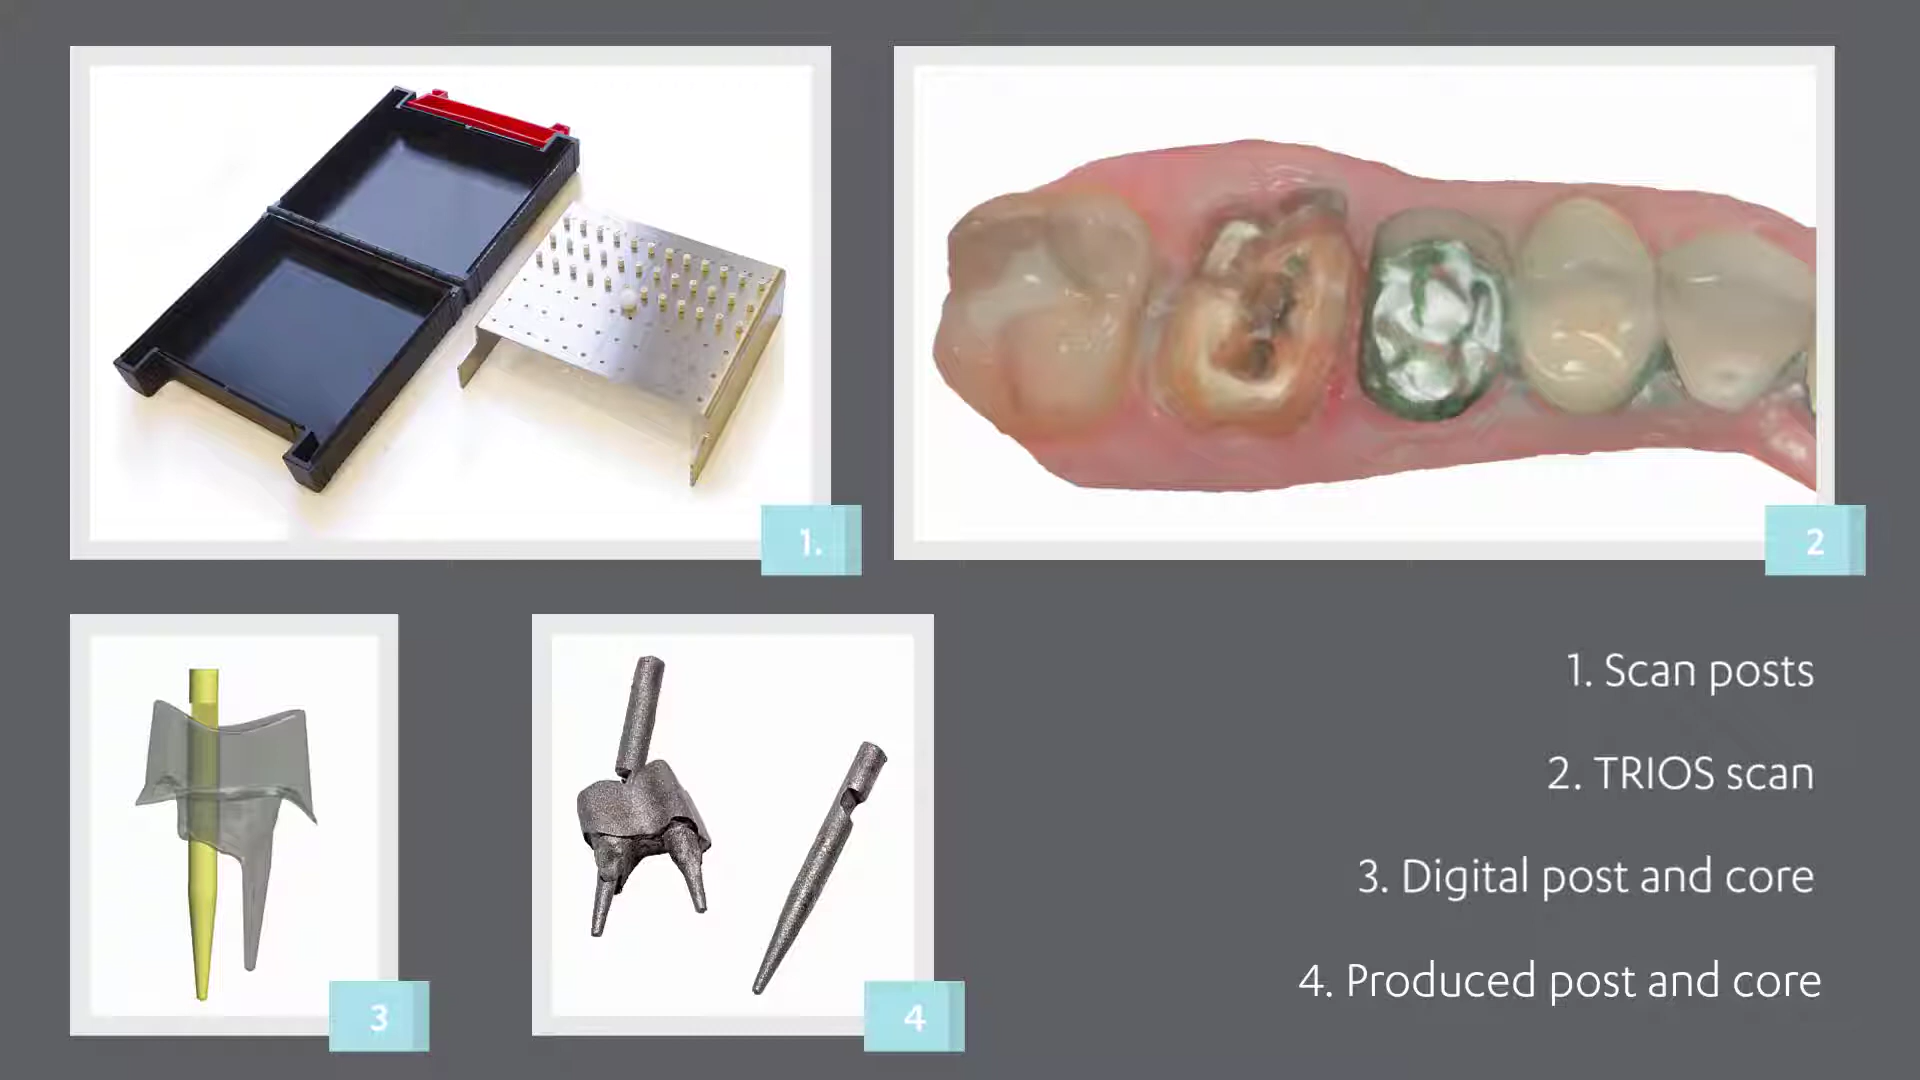 1.
2
3
4
1. Scan posts
2. TRIOS scan
3. Digital post and core
4. Produced post and core